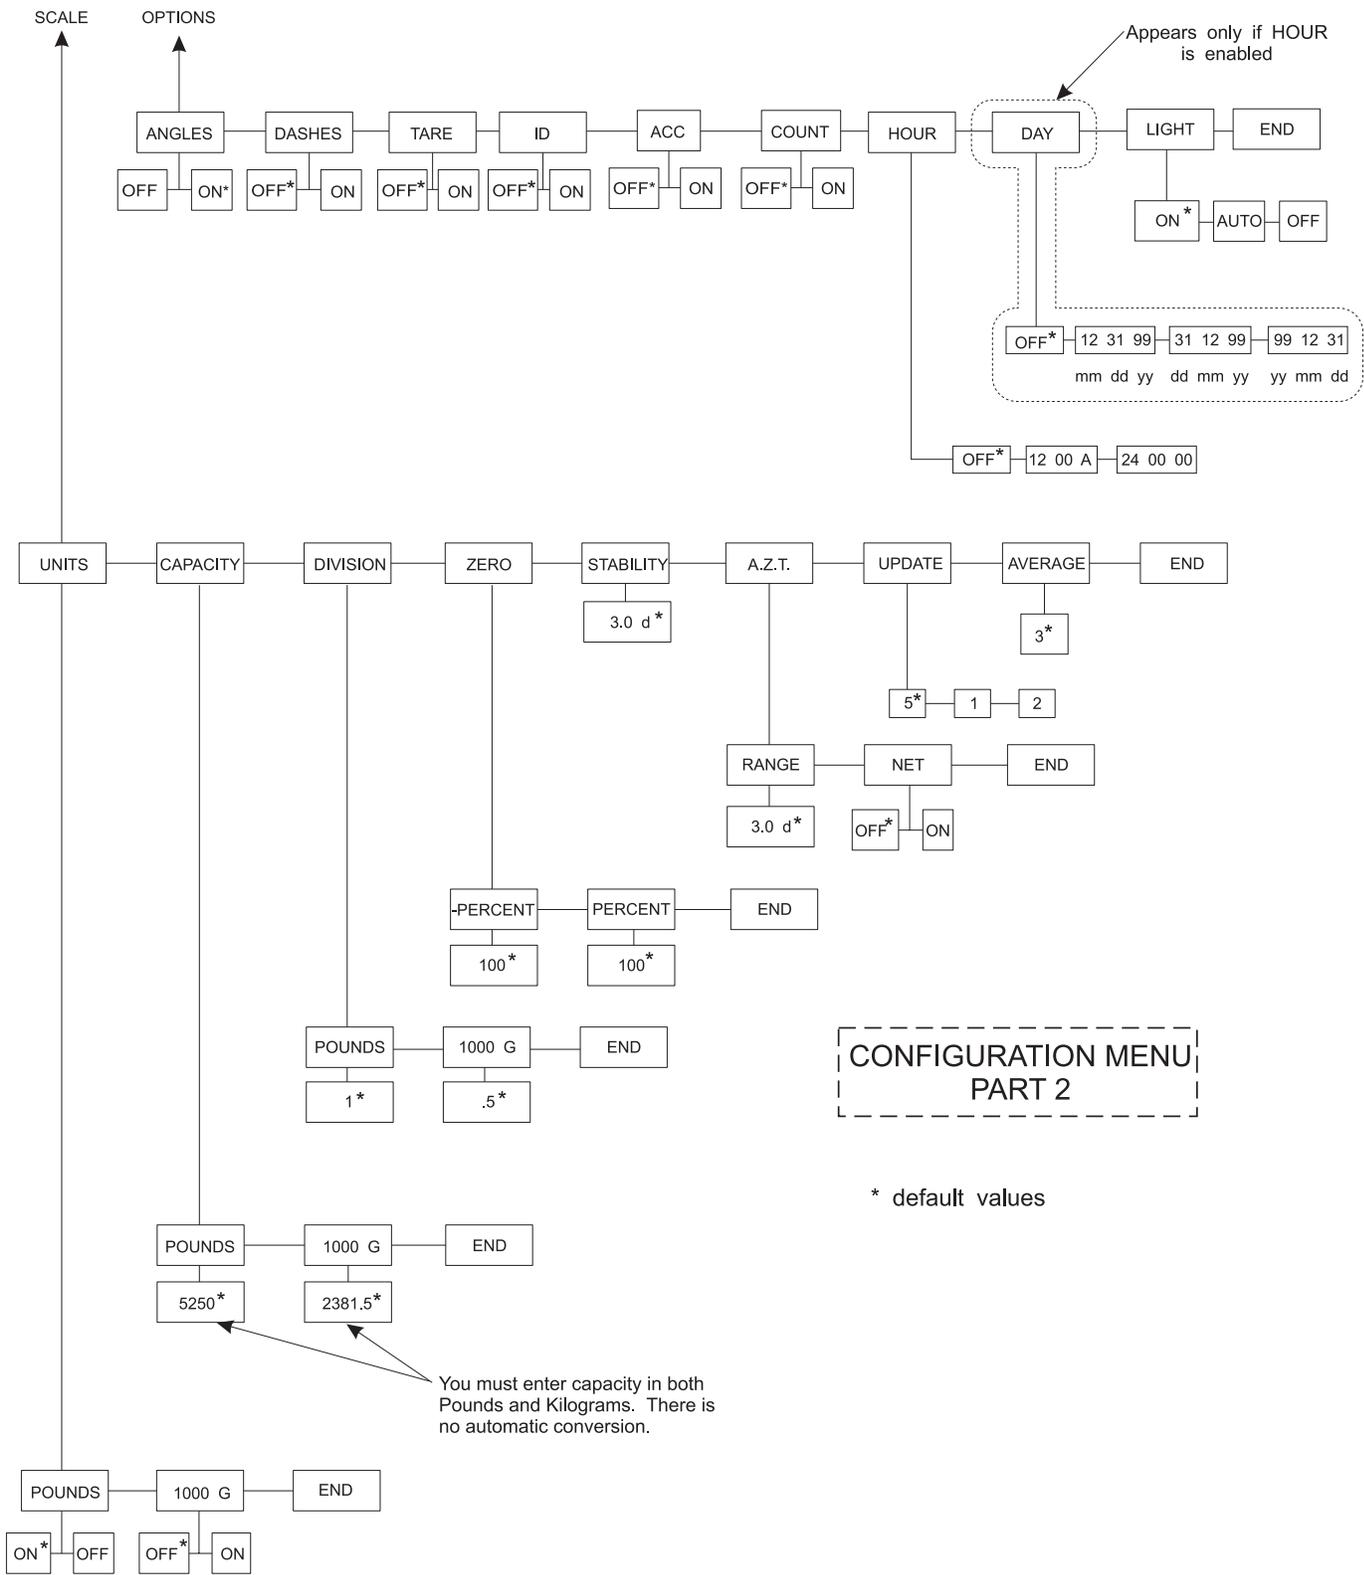 SCALE OPTIONS
Appears only if HOUR
is enabled
ANGLES DASHES TARE ID ACC COUNT HOUR DAY LIGHT END
OFF ON* OFF* ON OFF* ON OFF* ON OFF* ON OFF* ON
ON* AUTO OFF
OFF* 12 31 99 31 12 99 99 12 31
mm dd yy dd mm yy yy mm dd
OFF* 12 00 A 24 00 00
UNITS CAPACITY DIVISION ZERO STABILITY A.Z.T. UPDATE AVERAGE END
3.0 d*
3*
5* 1 2
RANGE NET END
3.0 d* OFF* ON
-PERCENT PERCENT END
100* 100*
POUNDS 1000 G END
1* .5*
CONFIGURATION MENU
PART 2
* default values
POUNDS 1000 G END
5250* 2381.5*
You must enter capacity in both
Pounds and Kilograms. There is
no automatic conversion.
POUNDS 1000 G END
ON* OFF OFF* ON